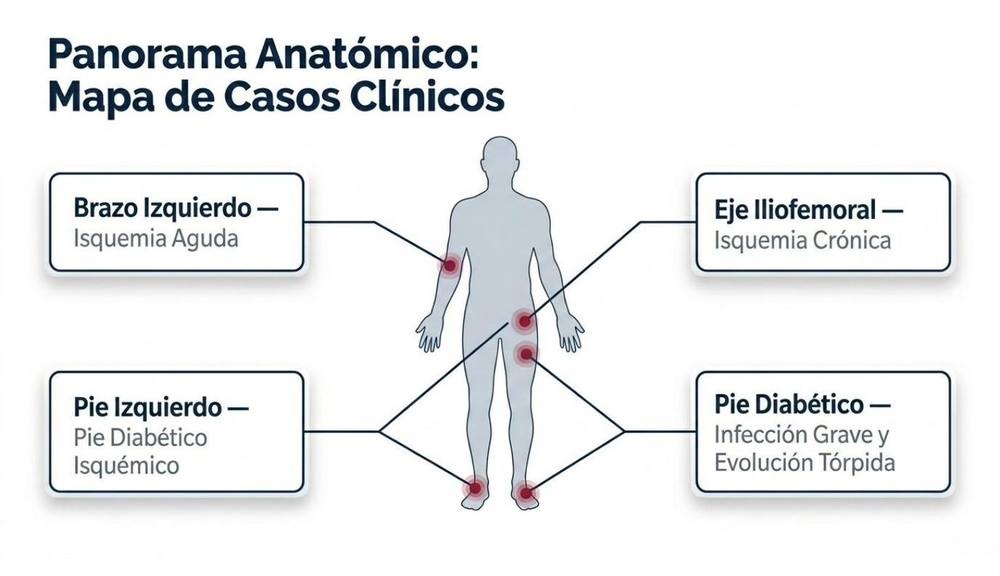 Panorama Anatómico:
Mapa de Casos Clínicos
Brazo Izquierdo —
Isquemia Aguda
Eje Iliofemoral —
Isquemia Crónica
Pie Izquierdo —
Pie Diabético
Isquémico
Pie Diabético —
Infección Grave y
Evolución Tórpida